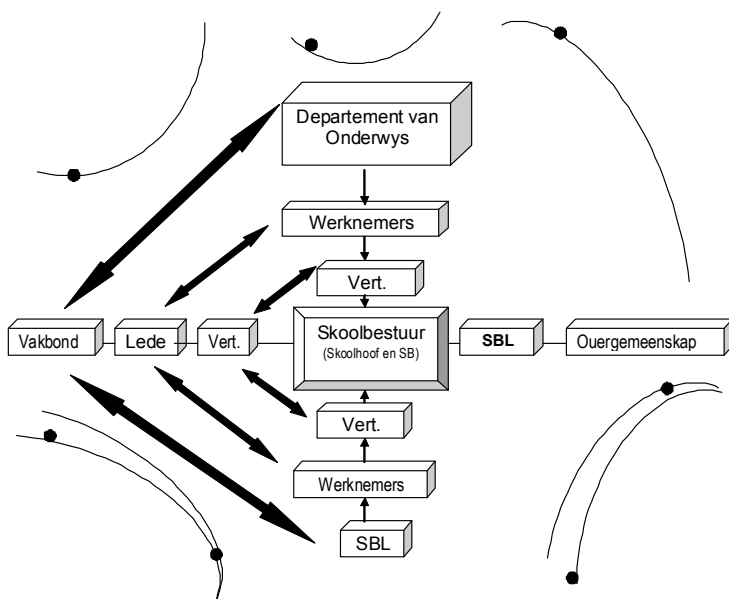 Departement van
Onderwys
Werknemers
Vert.
Vakbond
Lede
Vert.
Skoolbestuur
(Skoolhoof en SB)
SBL
Ouergemeenskap
Vert.
Werknemers
SBL